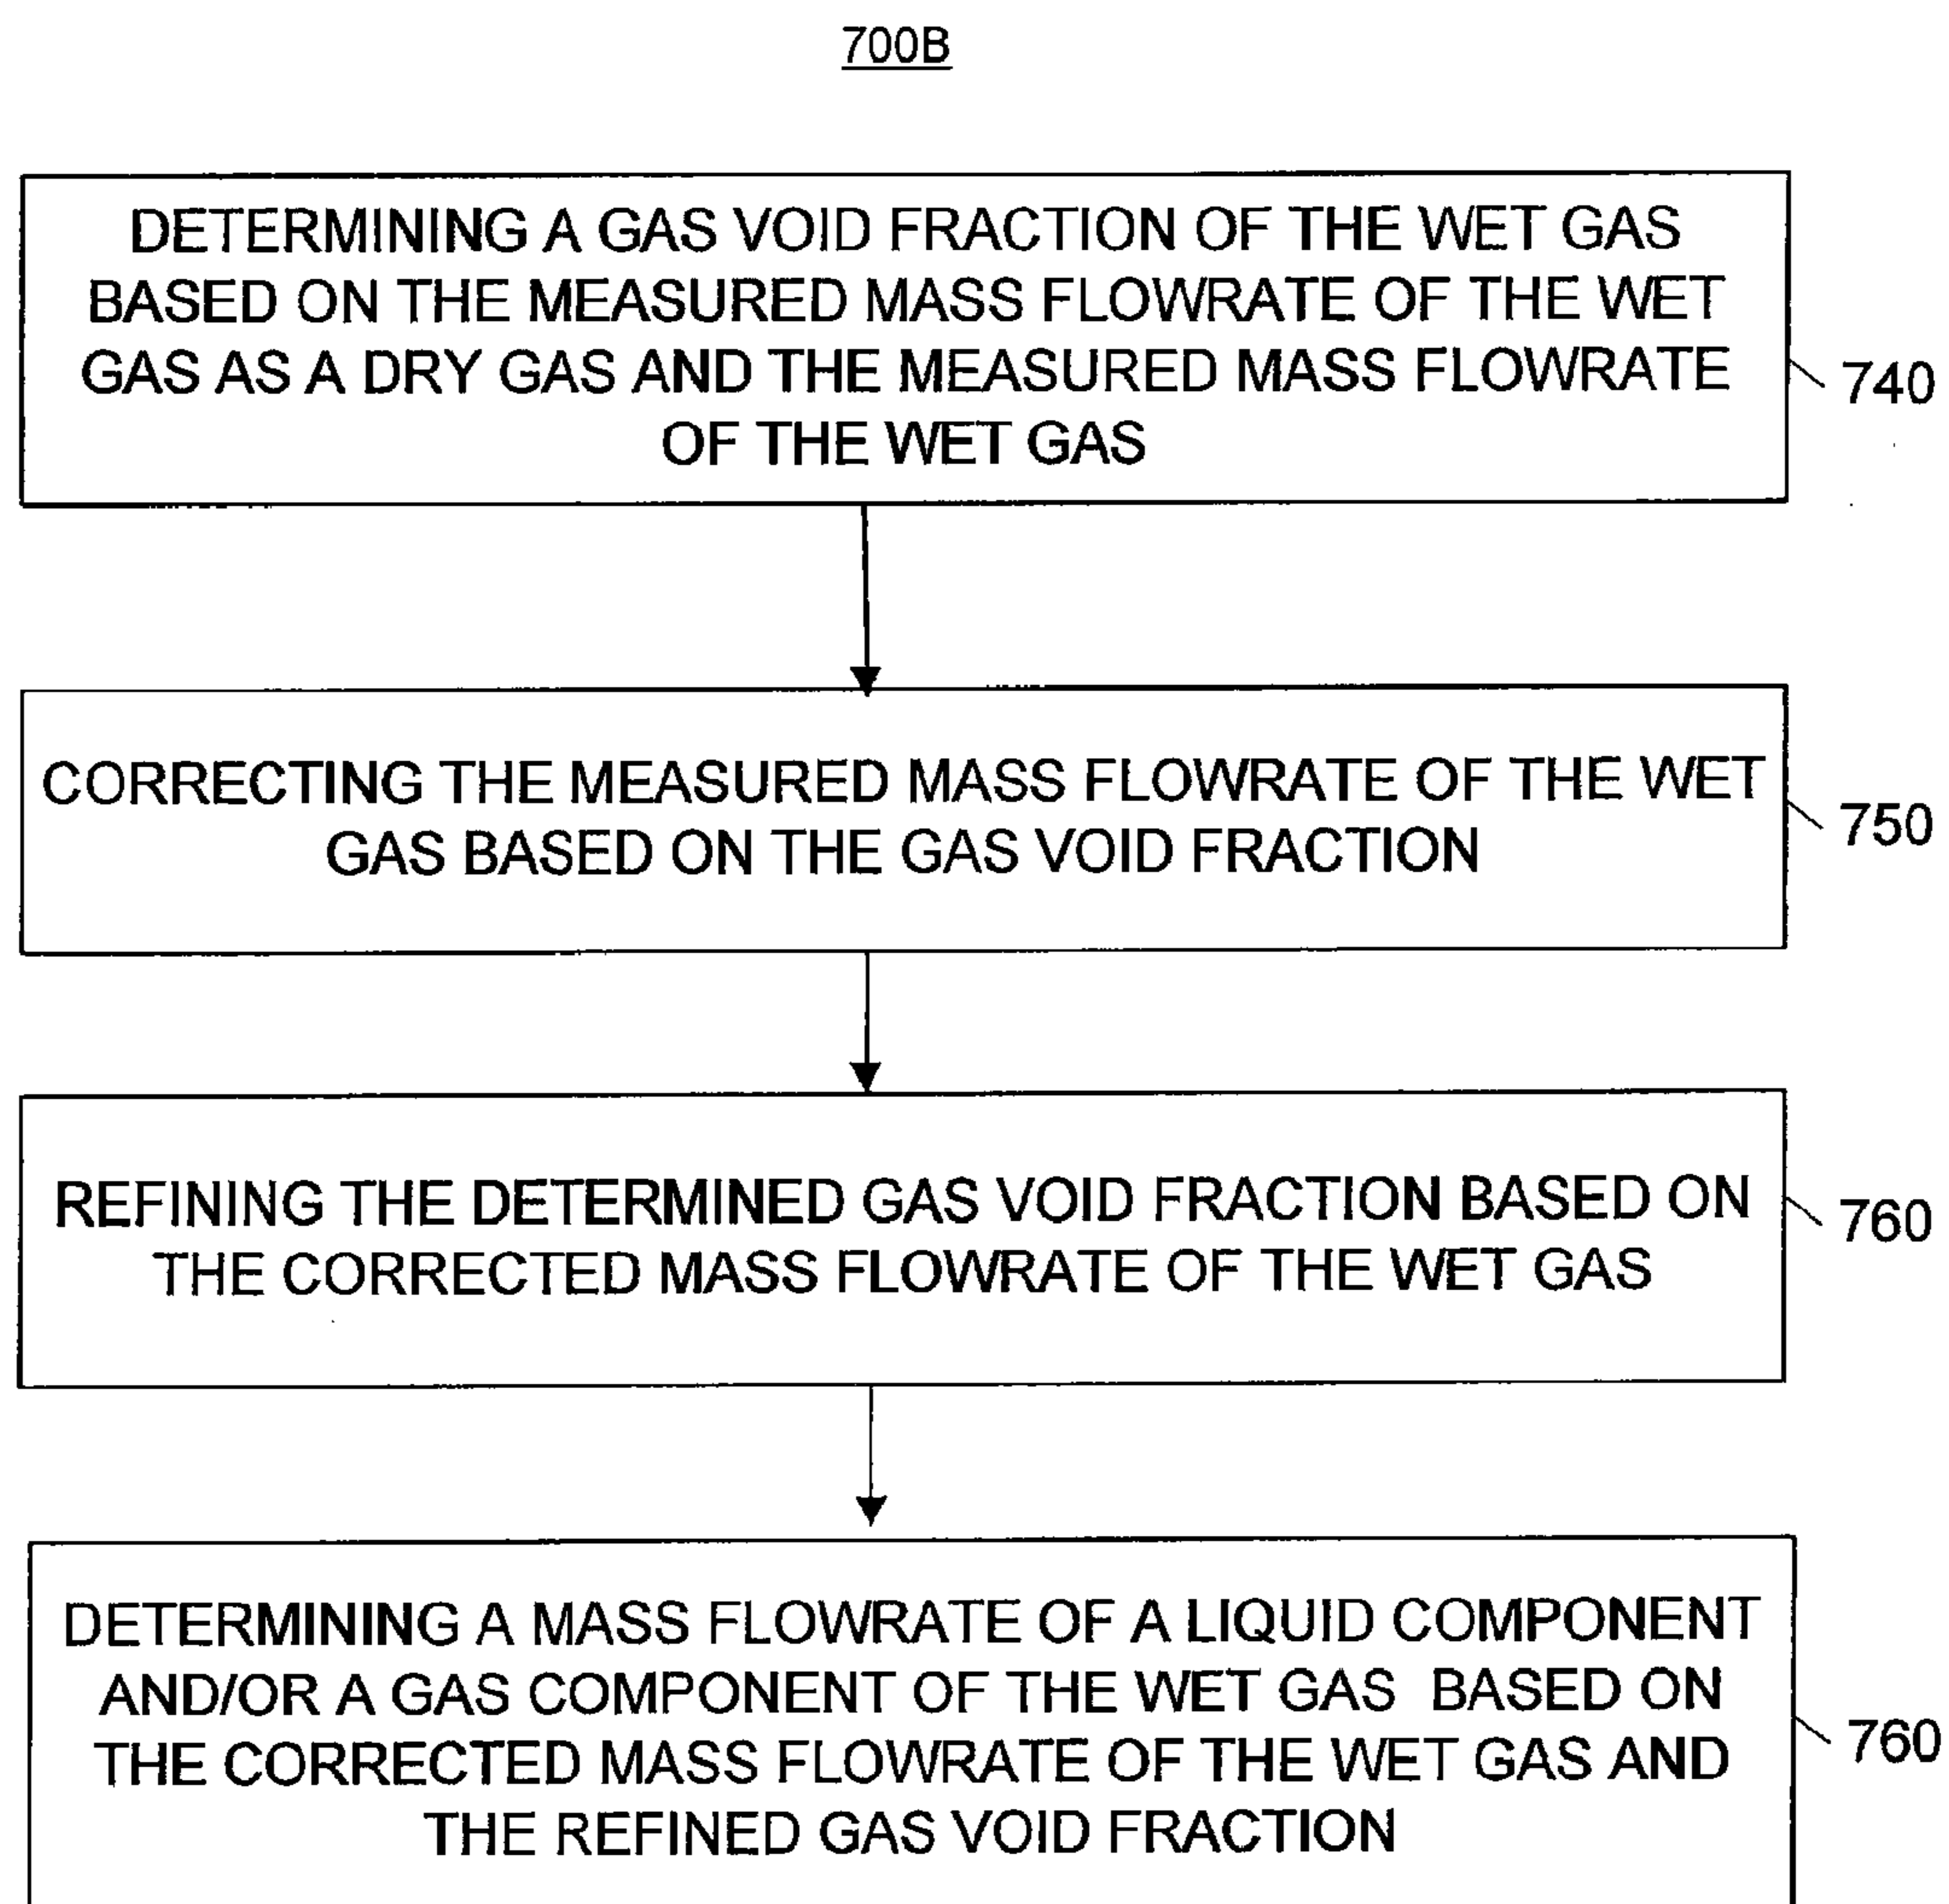 700B
DETERMINING A GAS VOID FRACTION OF THE WET GAS
BASED ON THE MEASURED MASS FLOWRATE OF THE WET
GAS AS A DRY GAS AND THE MEASURED MASS FLOWRATE
OF THE WET GAS
740
CORRECTING THE MEASURED MASS FLOWRATE OF THE WET
GAS BASED ON THE GAS VOID FRACTION
750
REFINING THE DETERMINED GAS VOID FRACTION BASED ON
THE CORRECTED MASS FLOWRATE OF THE WET GAS
760
DETERMINING A MASS FLOWRATE OF A LIQUID COMPONENT
AND/OR A GAS COMPONENT OF THE WET GAS BASED ON
THE CORRECTED MASS FLOWRATE OF THE WET GAS AND
THE REFINED GAS VOID FRACTION
760